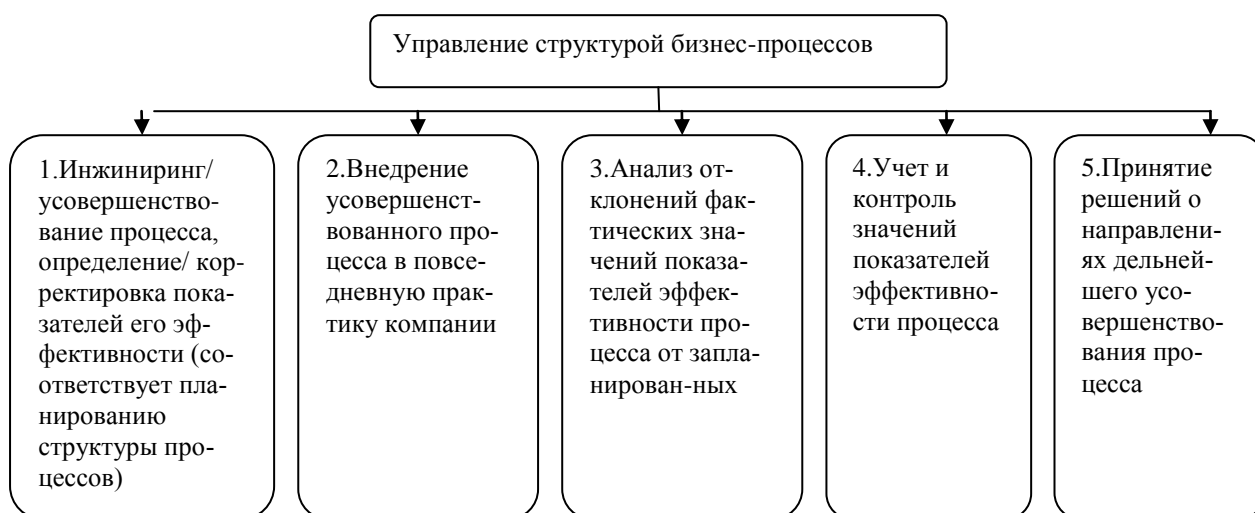 Управление структурой бизнес-процессов
1.Инжиниринг/
усовершенство-
вание процесса,
определение/ кор-
ректировка пока-
зателей его эф-
фективности (со-
ответствует пла-
нированию
структуры про-
цессов)
2.Внедрение
усовершенст-
вованного про-
цесса в повсе-
дневную прак-
тику компании
3.Анализ от-
клонений фак-
тических зна-
чений показа-
телей эффек-
тивности про-
цесса от запла-
нирован-ных
4.Учет и
контроль
значений
показателей
эффективно-
сти процесса
5.Принятие
решений о
направлени-
ях дельней-
шего усо-
вершенство-
вания про-
цесса